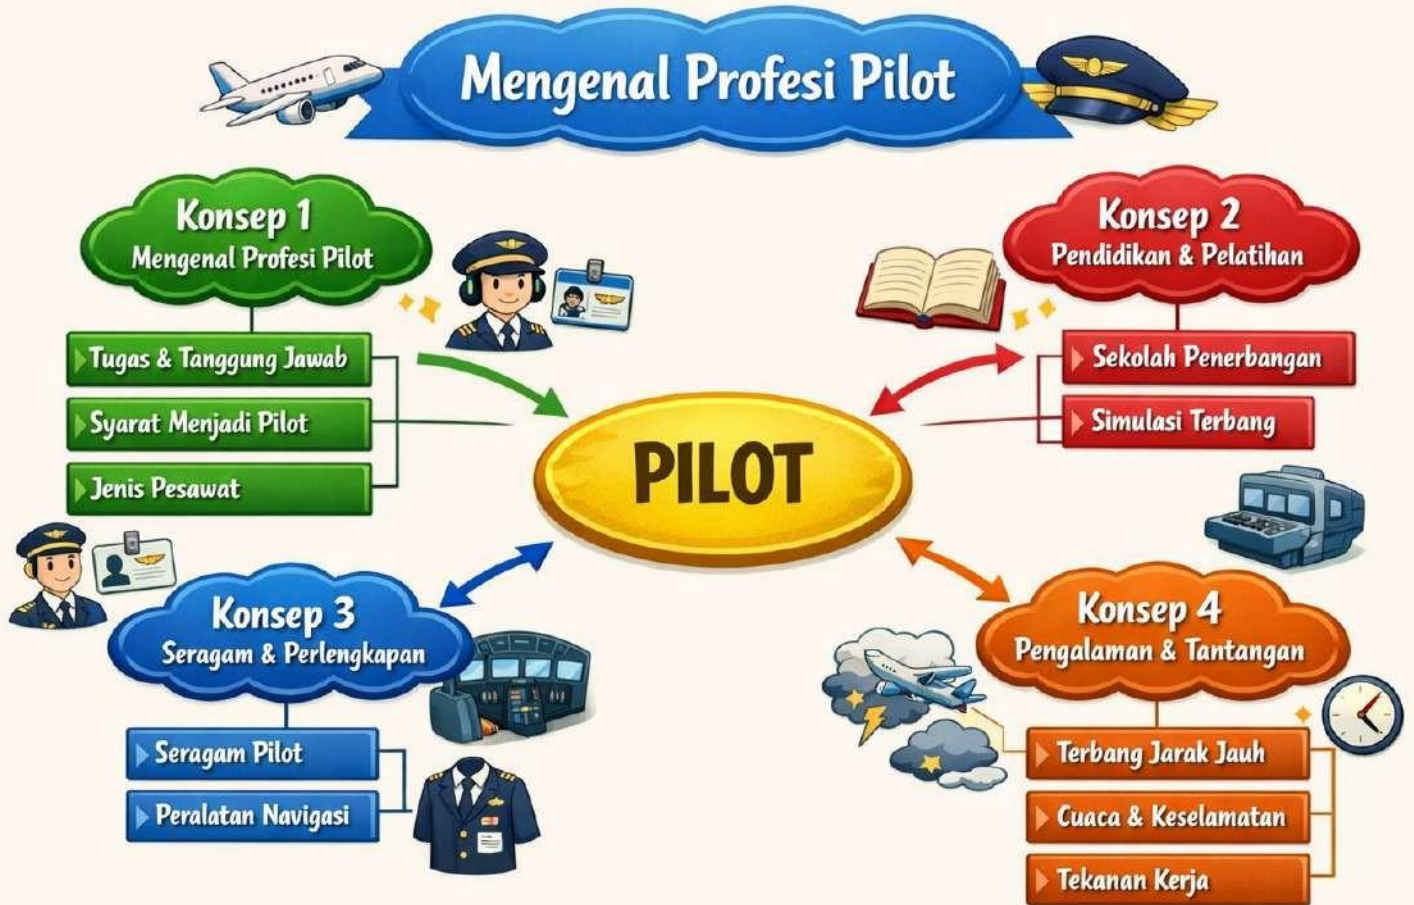 Mengenal Profesi Pilot
Konsep 1
Mengenal Profesi Pilot
Tugas & Tanggung Jawab
Syarat Menjadi Pilot
Jenis Pesawat
Konsep 2
Pendidikan & Pelatihan
Sekolah Penerbangan
Simulasi Terbang
PILOT
Konsep 3
Seragam & Perlengkapan
Seragam Pilot
Peralatan Navigasi
Konsep 4
Pengalaman & Tantangan
Terbang Jarak Jauh
Cuaca & Keselamatan
Tekanan Kerja